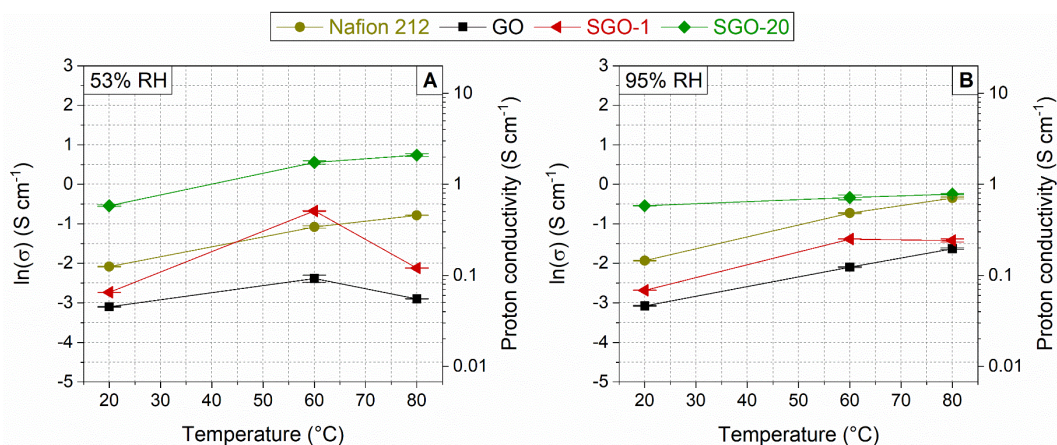 Nafion 212 GO SGO-1 SGO-20
53% RH A
3
2
1
0
-1
-2
-3
-4
-5
ln(σ) (S cm⁻¹)
10
1
0.1
0.01
Proton conductivity (S cm⁻¹)
20 30 40 50 60 70 80
Temperature (°C)
95% RH B
3
2
1
0
-1
-2
-3
-4
-5
ln(σ) (S cm⁻¹)
10
1
0.1
0.01
Proton conductivity (S cm⁻¹)
20 30 40 50 60 70 80
Temperature (°C)